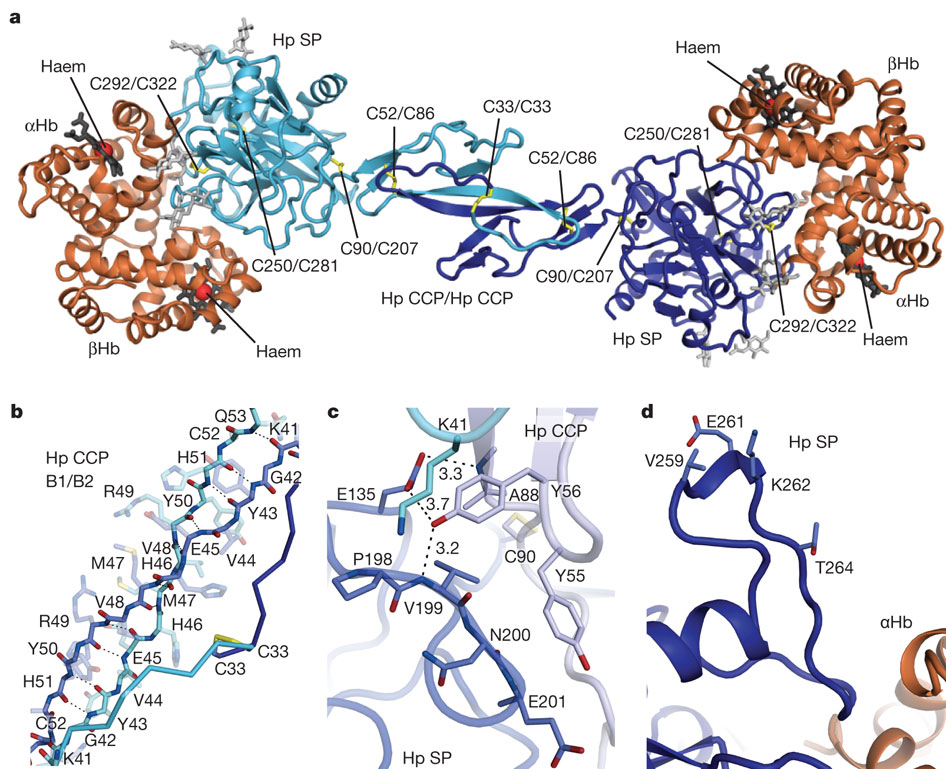 a
Hp SP
Haem
C292/C322
αHb
C52/C86
C33/C33
Haem
βHb
C250/C281
C52/C86
C250/C281
C90/C207
Hp CCP/Hp CCP
C90/C207
βHb
Haem
Hp SP
C292/C322
Haem
αHb
b
Q53
K41
C52
Hp CCP
B1/B2
H51
G42
R49
Y50
Y43
V48
E45
V44
M47
H46
V48
M47
R49
H46
Y50
C33
C33
E45
H51
V44
C52
Y43
G42
K41
c
K41
Hp CCP
3.3
E135
A88
Y56
3.7
C90
3.2
P198
Y55
V199
N200
E201
Hp SP
d
E261
Hp SP
V259
K262
T264
αHb